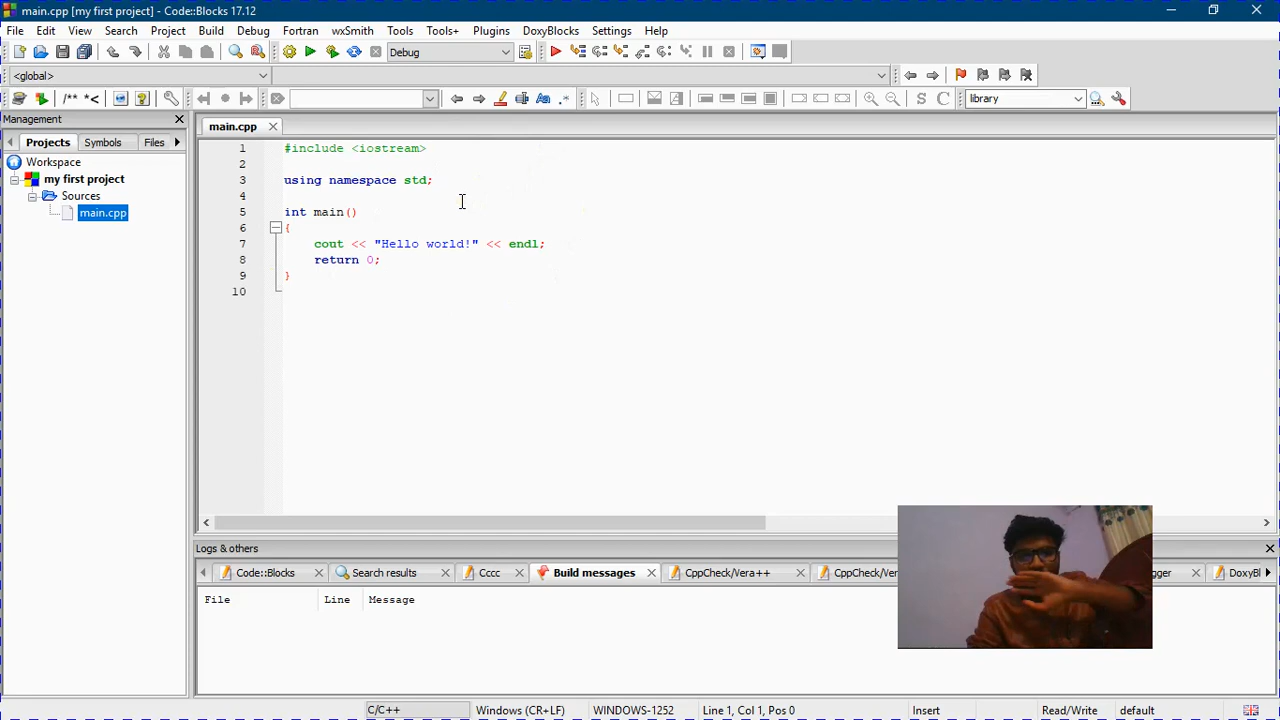 main.cpp [my first project] - Code::Blocks 17.12
File Edit View Search Project Build Debug Fortran wxSmith Tools Tools+ Plugins DoxyBlocks Settings Help
Debug
<global>
/** *< .* S C library
Management
main.cpp
Projects Symbols Files
Workspace
my first project
Sources
main.cpp
1 #include <iostream>
2
3 using namespace std;
4
5 int main()
6 {
7 cout << "Hello world!" << endl;
8 return 0;
9 }
10
Logs & others
Code::Blocks Search results Cccc Build messages CppCheck/Vera++ CppCheck/Ver gger DoxyBl
File Line Message
C/C++ Windows (CR+LF) WINDOWS-1252 Line 1, Col 1, Pos 0 Insert Read/Write default